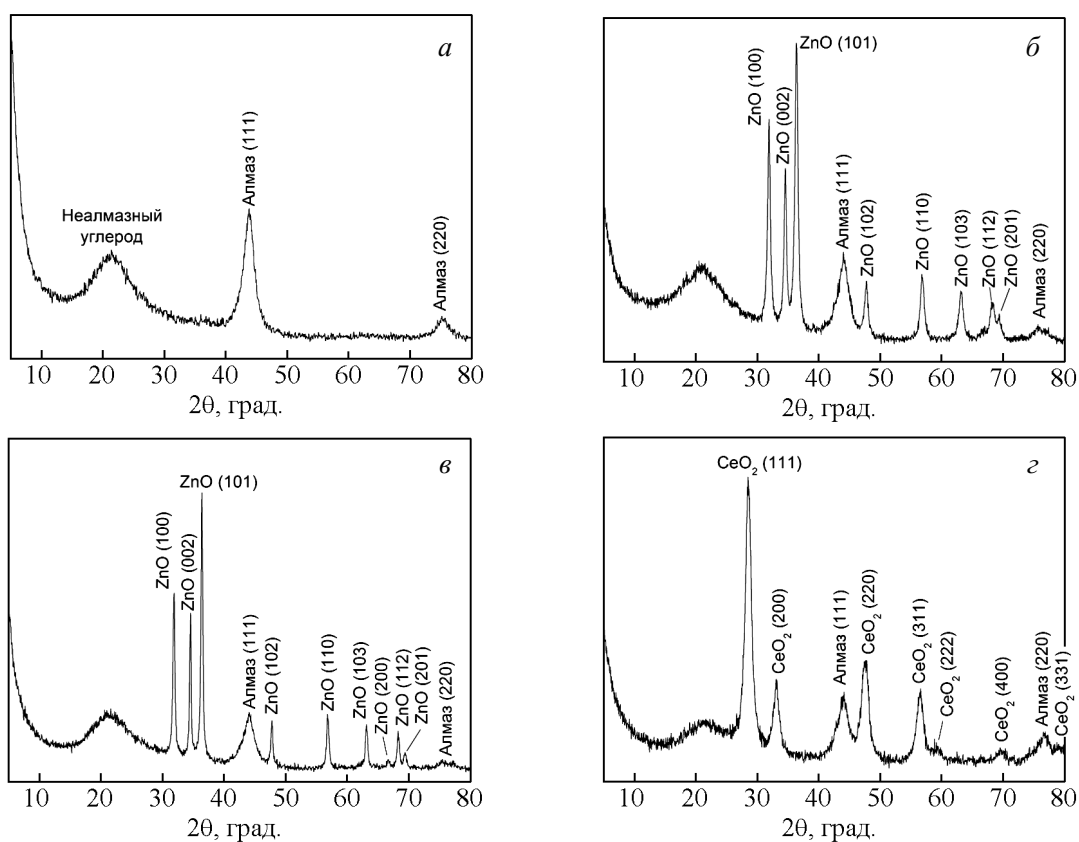 а
Неалмазный
углерод
Алмаз (111)
Алмаз (220)
10 20 30 40 50 60 70 80
2θ, град.
б
ZnO (100)
ZnO (002)
ZnO (101)
Алмаз (111)
ZnO (102)
ZnO (110)
ZnO (103)
ZnO (112)
ZnO (201)
Алмаз (220)
10 20 30 40 50 60 70 80
2θ, град.
в
ZnO (100)
ZnO (002)
ZnO (101)
Алмаз (111)
ZnO (102)
ZnO (110)
ZnO (103)
ZnO (200)
ZnO (112)
ZnO (201)
Алмаз (220)
10 20 30 40 50 60 70 80
2θ, град.
г
CeO₂ (111)
CeO₂ (200)
Алмаз (111)
CeO₂ (220)
CeO₂ (311)
CeO₂ (222)
CeO₂ (400)
Алмаз (220)
CeO₂ (331)
10 20 30 40 50 60 70 80
2θ, град.